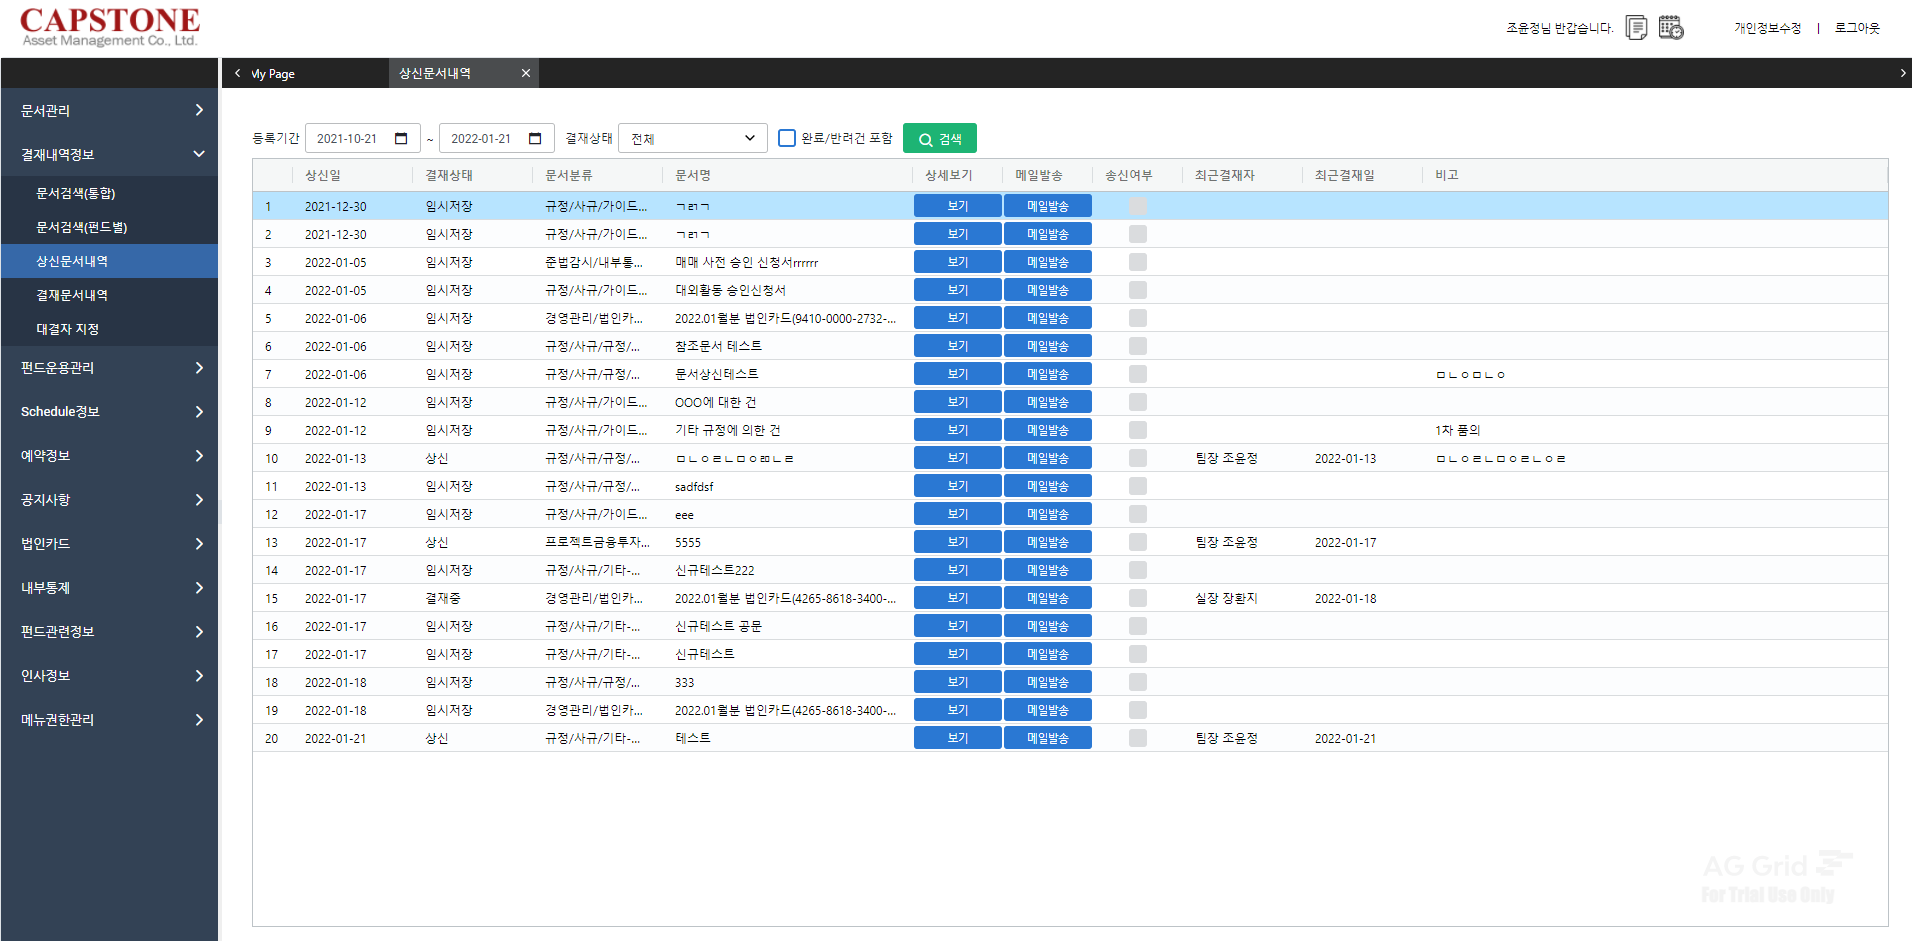 CAPSTONE
Asset Management Co., Ltd.
조윤정님 반갑습니다.
개인정보수정 | 로그아웃
My Page
상신문서내역
문서관리
결재내역정보
문서검색(통합)
문서검색(펀드별)
상신문서내역
결재문서내역
대결자 지정
펀드운용관리
Schedule정보
예약정보
공지사항
법인카드
내부통제
펀드관련정보
인사정보
메뉴권한관리
등록기간 2021-10-21 ~ 2022-01-21 결재상태 전체 완료/반려건 포함 검색
상신일 결재상태 문서분류 문서명 상세보기 메일발송 송신여부 최근결재자 최근결재일 비고
1 2021-12-30 임시저장 규정/사규/가이드... ㄱㄹㄱ 보기 메일발송
2 2021-12-30 임시저장 규정/사규/가이드... ㄱㄹㄱ 보기 메일발송
3 2022-01-05 임시저장 준법감시/내부통... 매매 사전 승인 신청서rrrrrr 보기 메일발송
4 2022-01-05 임시저장 규정/사규/가이드... 대외활동 승인신청서 보기 메일발송
5 2022-01-06 임시저장 경영관리/법인카... 2022.01월분 법인카드(9410-0000-2732-... 보기 메일발송
6 2022-01-06 임시저장 규정/사규/규정/... 참조문서 테스트 보기 메일발송
7 2022-01-06 임시저장 규정/사규/규정/... 문서상신테스트 보기 메일발송 ㅁㄴㅇㅁㄴㅇ
8 2022-01-12 임시저장 규정/사규/가이드... OOO에 대한 건 보기 메일발송
9 2022-01-12 임시저장 규정/사규/가이드... 기타 규정에 의한 건 보기 메일발송 1차 품의
10 2022-01-13 상신 규정/사규/규정/... ㅁㄴㅇㄹㄴㅁㅇㄻㄴㄹ 보기 메일발송 팀장 조윤정 2022-01-13 ㅁㄴㅇㄹㄴㅁㅇㄹㄴㅇㄹ
11 2022-01-13 임시저장 규정/사규/규정/... sadfdsf 보기 메일발송
12 2022-01-17 임시저장 규정/사규/가이드... eee 보기 메일발송
13 2022-01-17 상신 프로젝트금융투자... 5555 보기 메일발송 팀장 조윤정 2022-01-17
14 2022-01-17 임시저장 규정/사규/기타-... 신규테스트222 보기 메일발송
15 2022-01-17 결재중 경영관리/법인카... 2022.01월분 법인카드(4265-8618-3400-... 보기 메일발송 실장 장환지 2022-01-18
16 2022-01-17 임시저장 규정/사규/기타-... 신규테스트 공문 보기 메일발송
17 2022-01-17 임시저장 규정/사규/기타-... 신규테스트 보기 메일발송
18 2022-01-18 임시저장 규정/사규/규정/... 333 보기 메일발송
19 2022-01-18 임시저장 경영관리/법인카... 2022.01월분 법인카드(4265-8618-3400-... 보기 메일발송
20 2022-01-21 상신 규정/사규/기타-... 테스트 보기 메일발송 팀장 조윤정 2022-01-21
AG Grid
For Trial Use Only